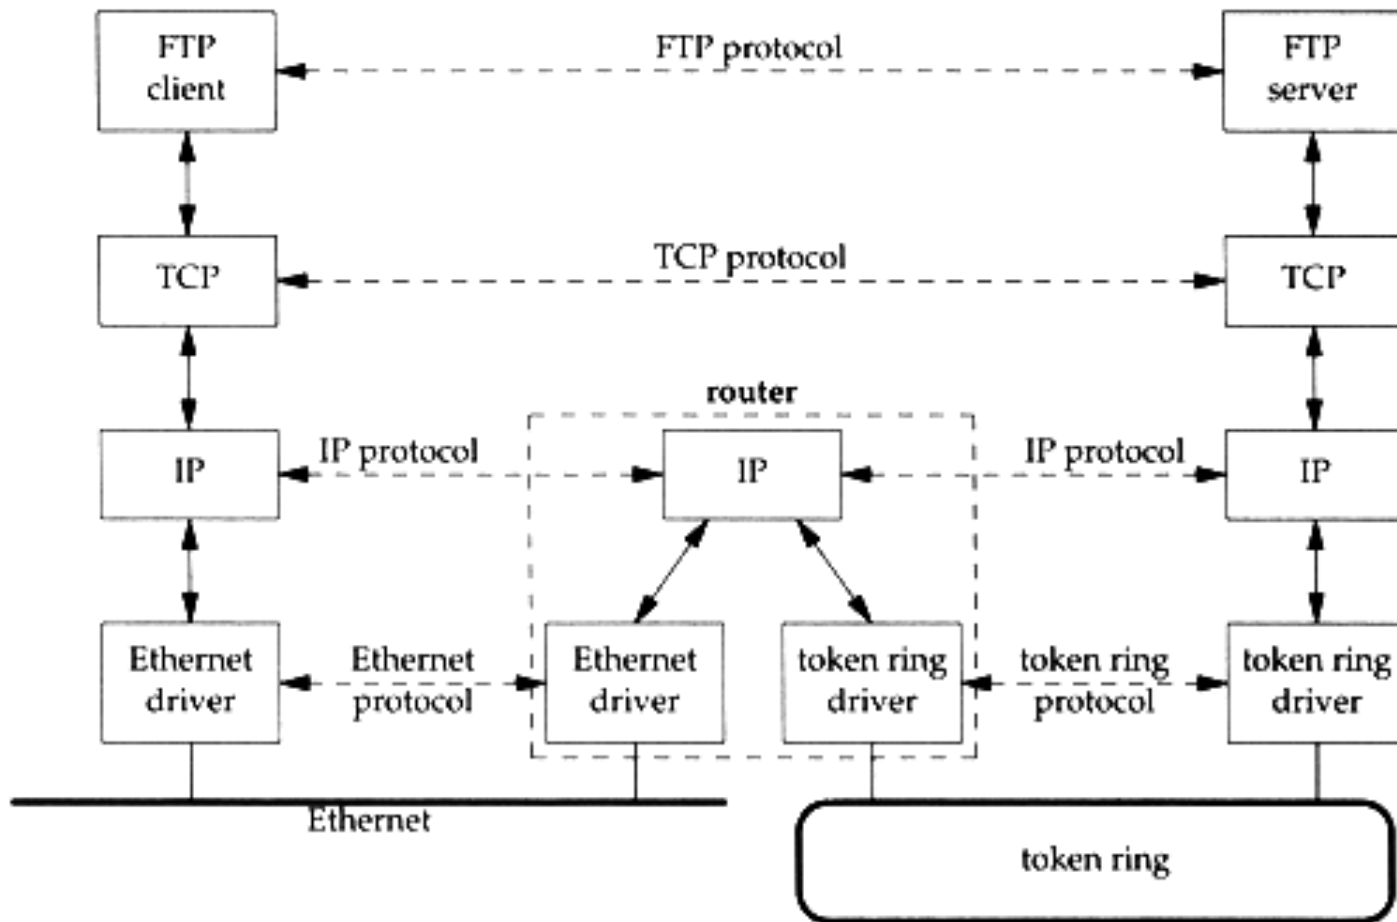 FTP
client
FTP protocol
FTP
server
TCP
TCP protocol
TCP
router
IP
IP protocol
IP
IP protocol
IP
Ethernet
driver
Ethernet
protocol
Ethernet
driver
token ring
driver
token ring
protocol
token ring
driver
Ethernet
token ring